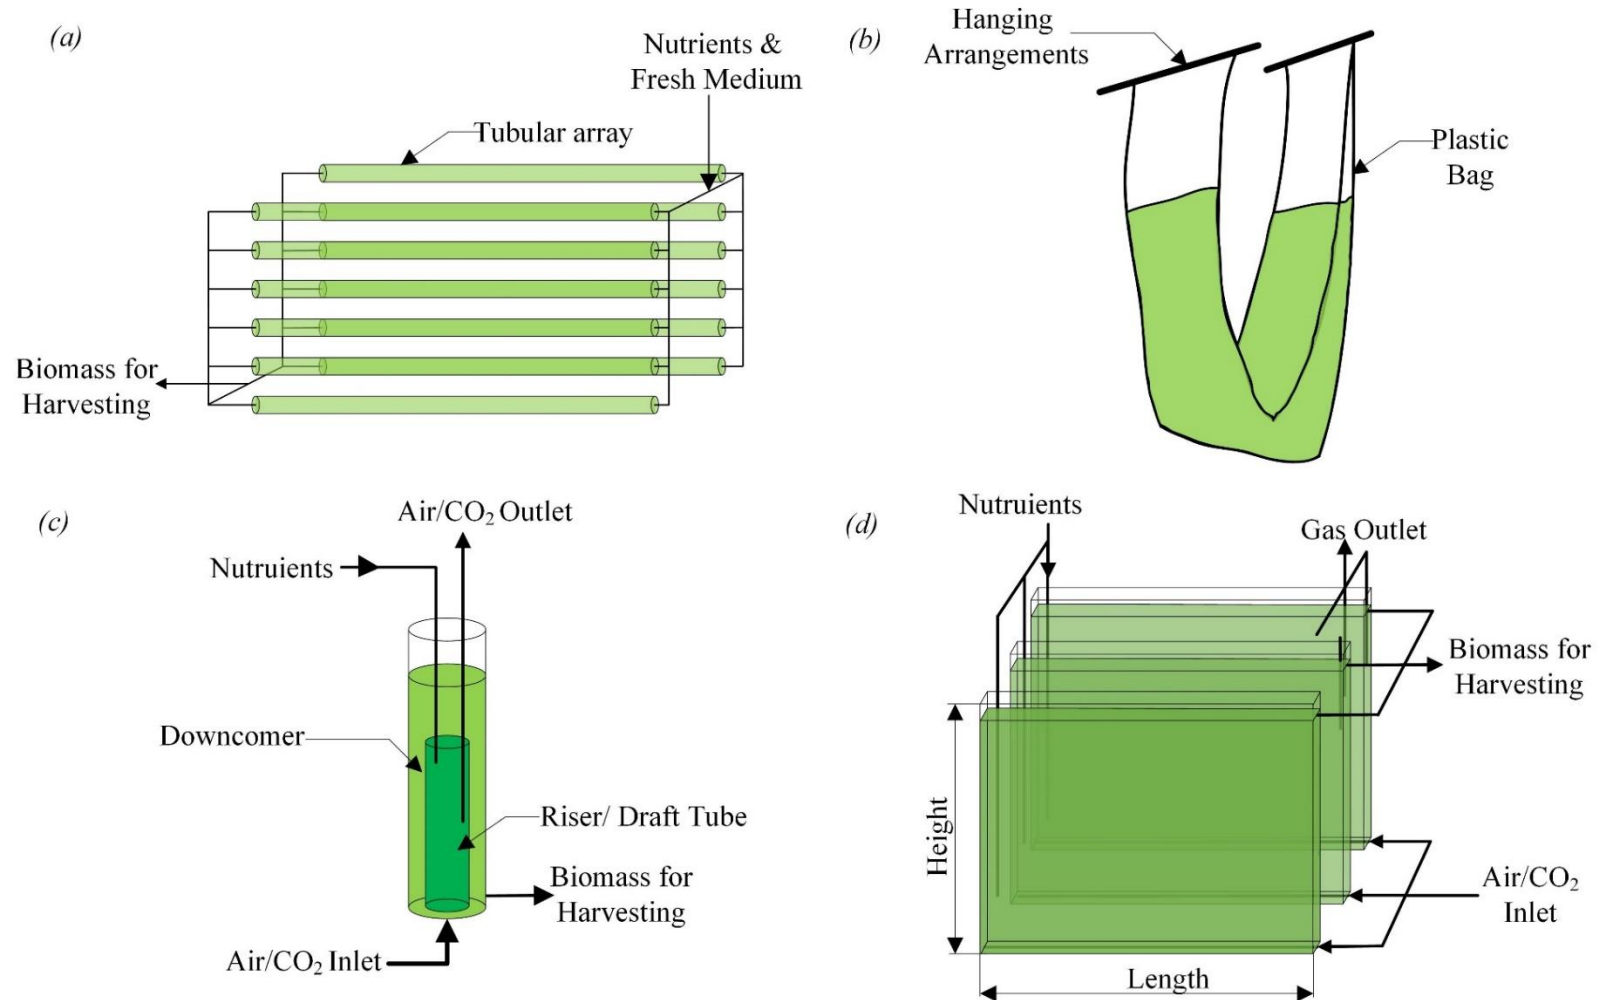 (a)
Nutrients &
Fresh Medium
Tubular array
Biomass for
Harvesting
(b)
Hanging
Arrangements
Plastic
Bag
(c)
Air/CO₂ Outlet
Nutruients
Downcomer
Riser/ Draft Tube
Biomass for
Harvesting
Air/CO₂ Inlet
(d)
Nutruients
Gas Outlet
Biomass for
Harvesting
Height
Air/CO₂
Inlet
Length